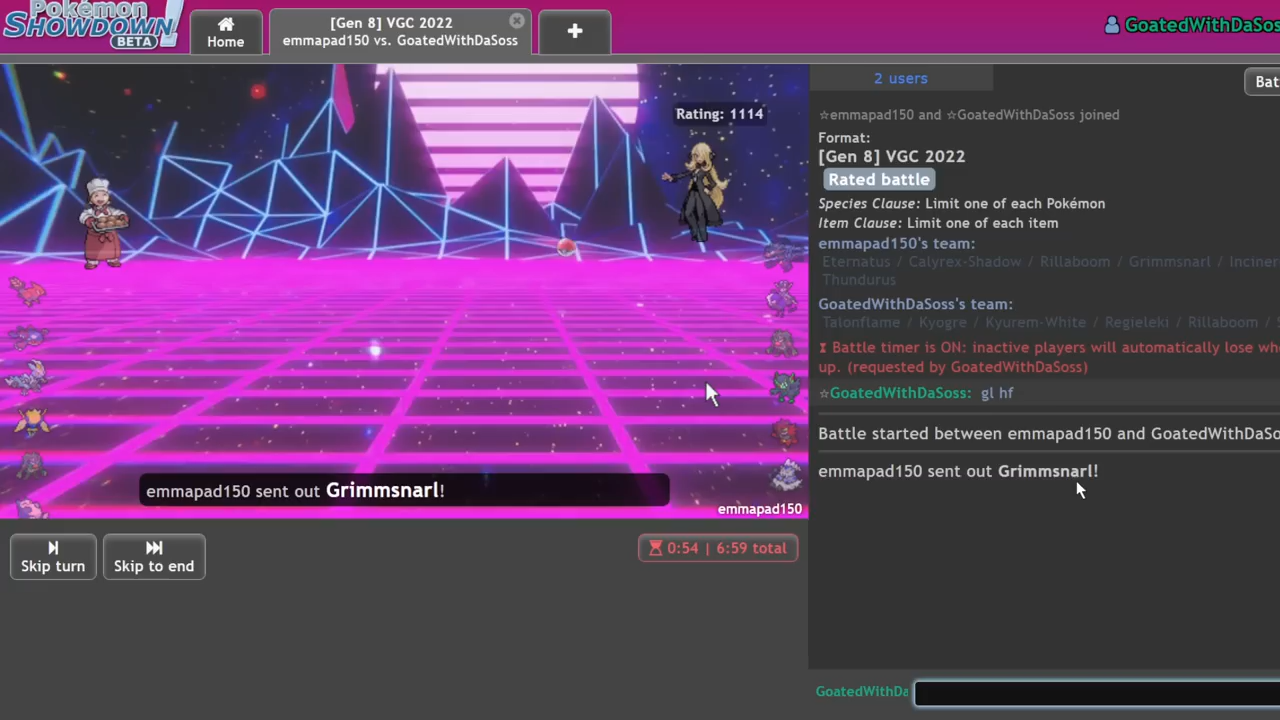 Pokémon
SHOWDOWN!
BETA
Home
[Gen 8] VGC 2022
emmapad150 vs. GoatedWithDaSoss
GoatedWithDaSos
Rating: 1114
emmapad150 sent out Grimmsnarl!
emmapad150
Skip turn
Skip to end
0:54 | 6:59 total
2 users
Bat
☆emmapad150 and ☆GoatedWithDaSoss joined
Format:
[Gen 8] VGC 2022
Rated battle
Species Clause: Limit one of each Pokémon
Item Clause: Limit one of each item
emmapad150's team:
Eternatus / Calyrex-Shadow / Rillaboom / Grimmsnarl / Inciner
Thundurus
GoatedWithDaSoss's team:
Talonflame / Kyogre / Kyurem-White / Regieleki / Rillaboom /
Battle timer is ON: inactive players will automatically lose whe
up. (requested by GoatedWithDaSoss)
☆GoatedWithDaSoss: gl hf
Battle started between emmapad150 and GoatedWithDaSo
emmapad150 sent out Grimmsnarl!
GoatedWithDa